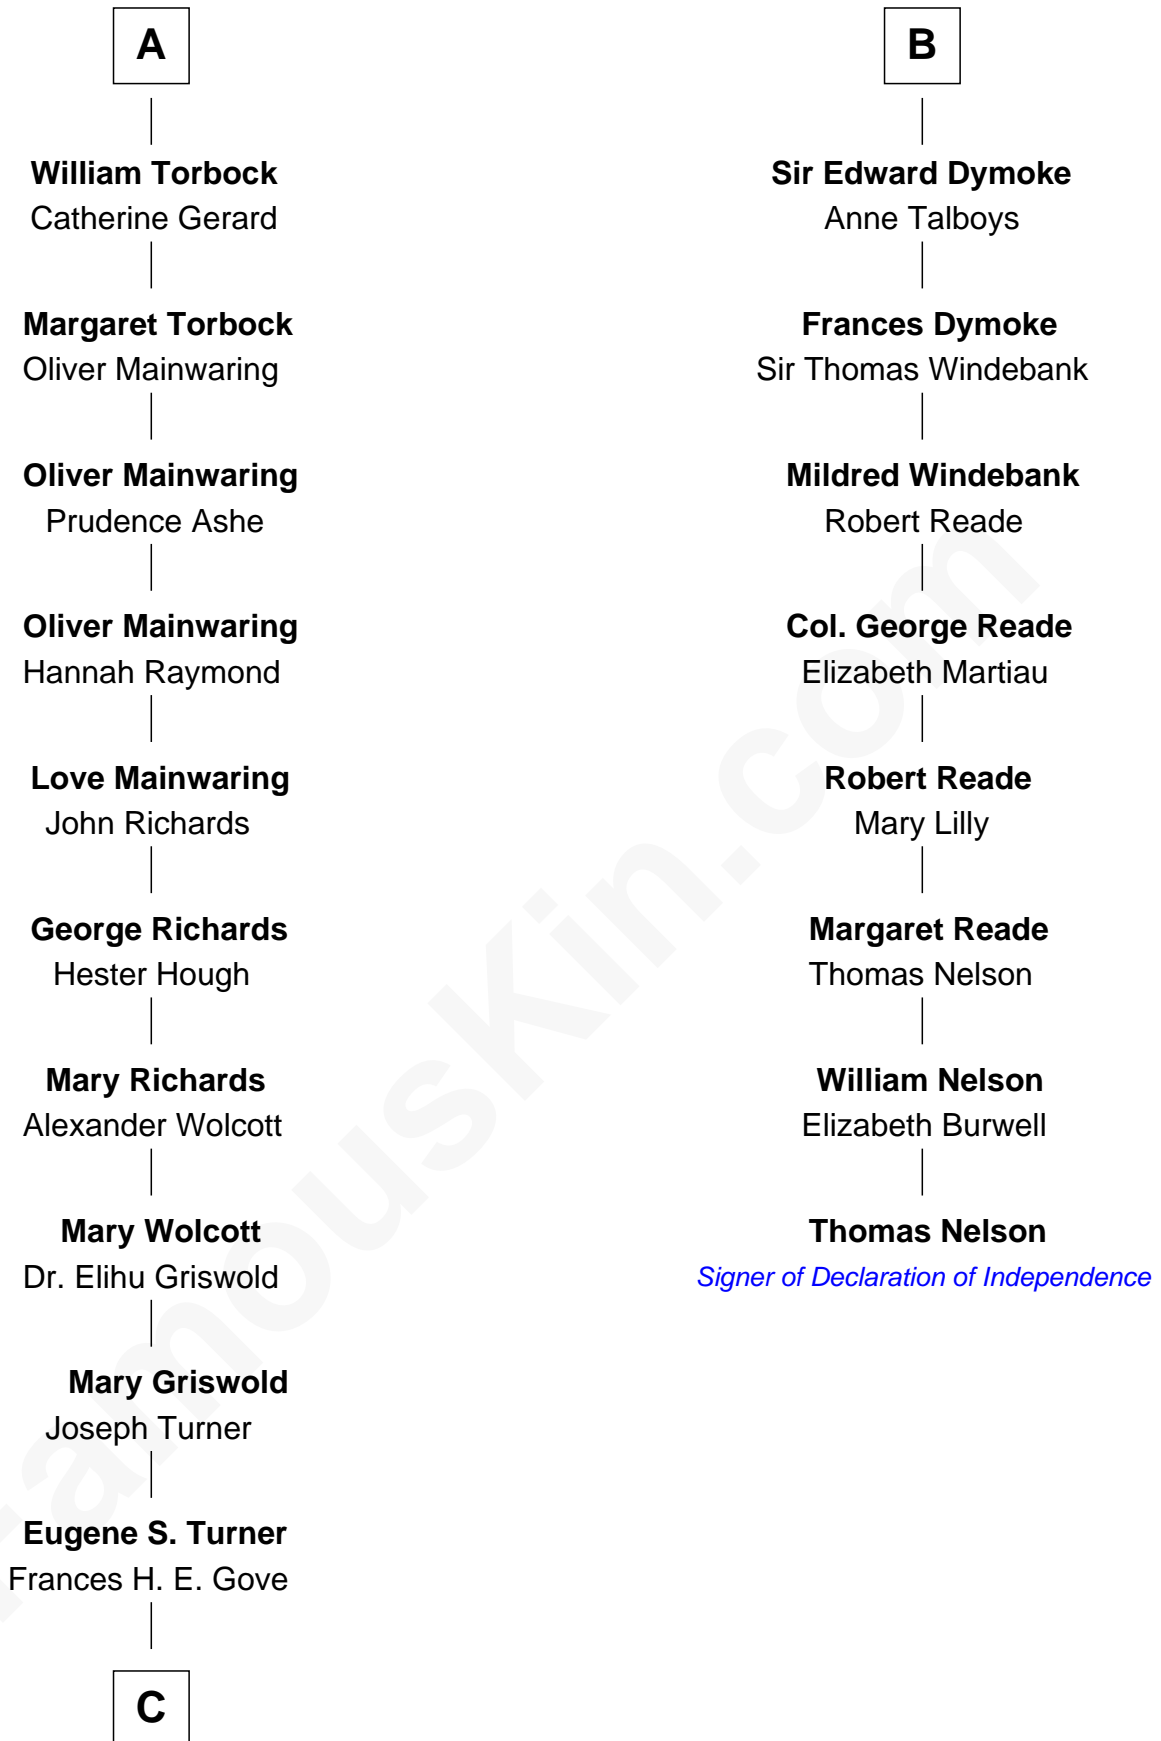 A
William Torbock
Catherine Gerard
Margaret Torbock
Oliver Mainwaring
Oliver Mainwaring
Prudence Ashe
Oliver Mainwaring
Hannah Raymond
Love Mainwaring
John Richards
George Richards
Hester Hough
Mary Richards
Alexander Wolcott
Mary Wolcott
Dr. Elihu Griswold
Mary Griswold
Joseph Turner
Eugene S. Turner
Frances H. E. Gove
C
B
Sir Edward Dymoke
Anne Talboys
Frances Dymoke
Sir Thomas Windebank
Mildred Windebank
Robert Reade
Col. George Reade
Elizabeth Martiau
Robert Reade
Mary Lilly
Margaret Reade
Thomas Nelson
William Nelson
Elizabeth Burwell
Thomas Nelson
Signer of Declaration of Independence
FamousKin.com